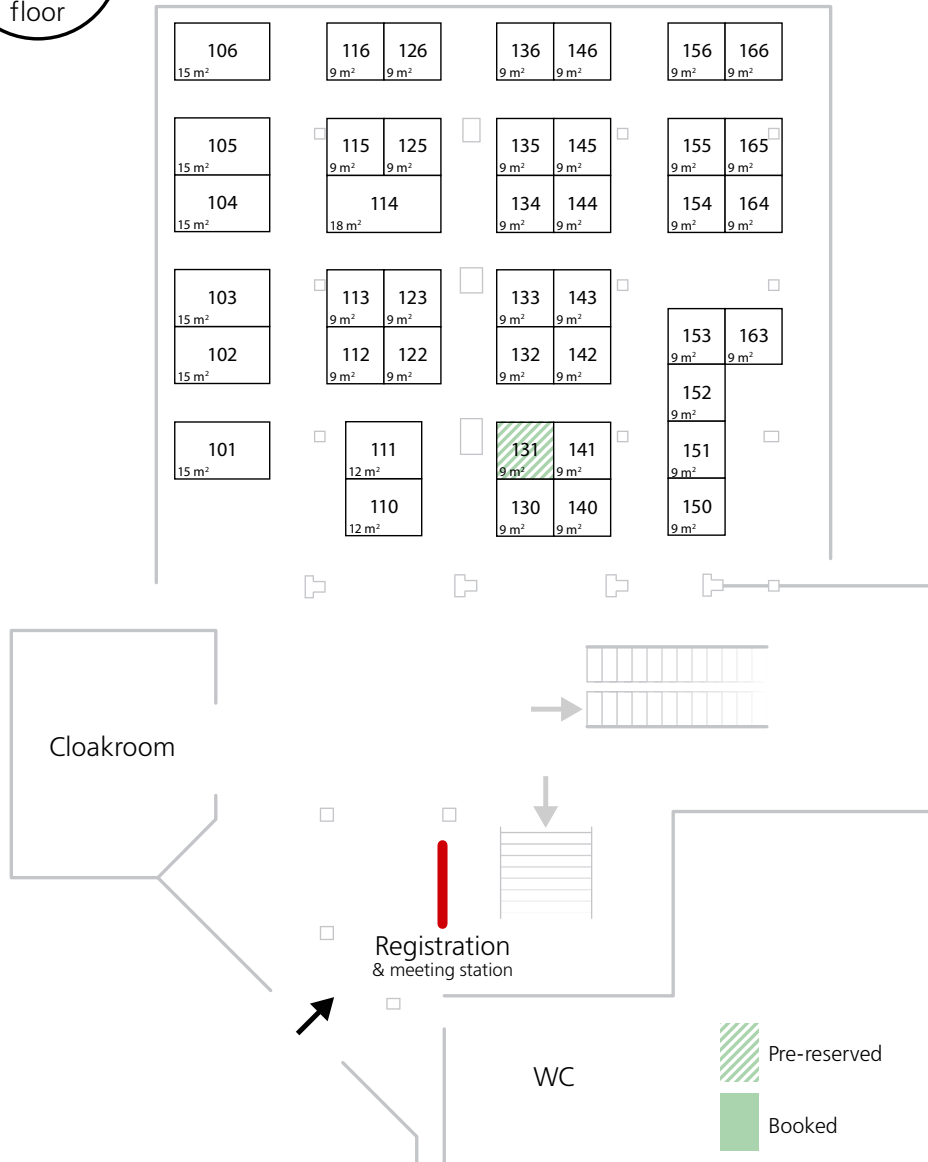 floor
106
15 m²
116
9 m²
126
9 m²
136
9 m²
146
9 m²
156
9 m²
166
9 m²
105
15 m²
115
9 m²
125
9 m²
135
9 m²
145
9 m²
155
9 m²
165
9 m²
104
15 m²
114
18 m²
134
9 m²
144
9 m²
154
9 m²
164
9 m²
103
15 m²
113
9 m²
123
9 m²
133
9 m²
143
9 m²
153
9 m²
163
9 m²
102
15 m²
112
9 m²
122
9 m²
132
9 m²
142
9 m²
152
9 m²
101
15 m²
111
12 m²
131
9 m²
141
9 m²
151
9 m²
110
12 m²
130
9 m²
140
9 m²
150
9 m²
Cloakroom
Registration
& meeting station
WC
Pre-reserved
Booked